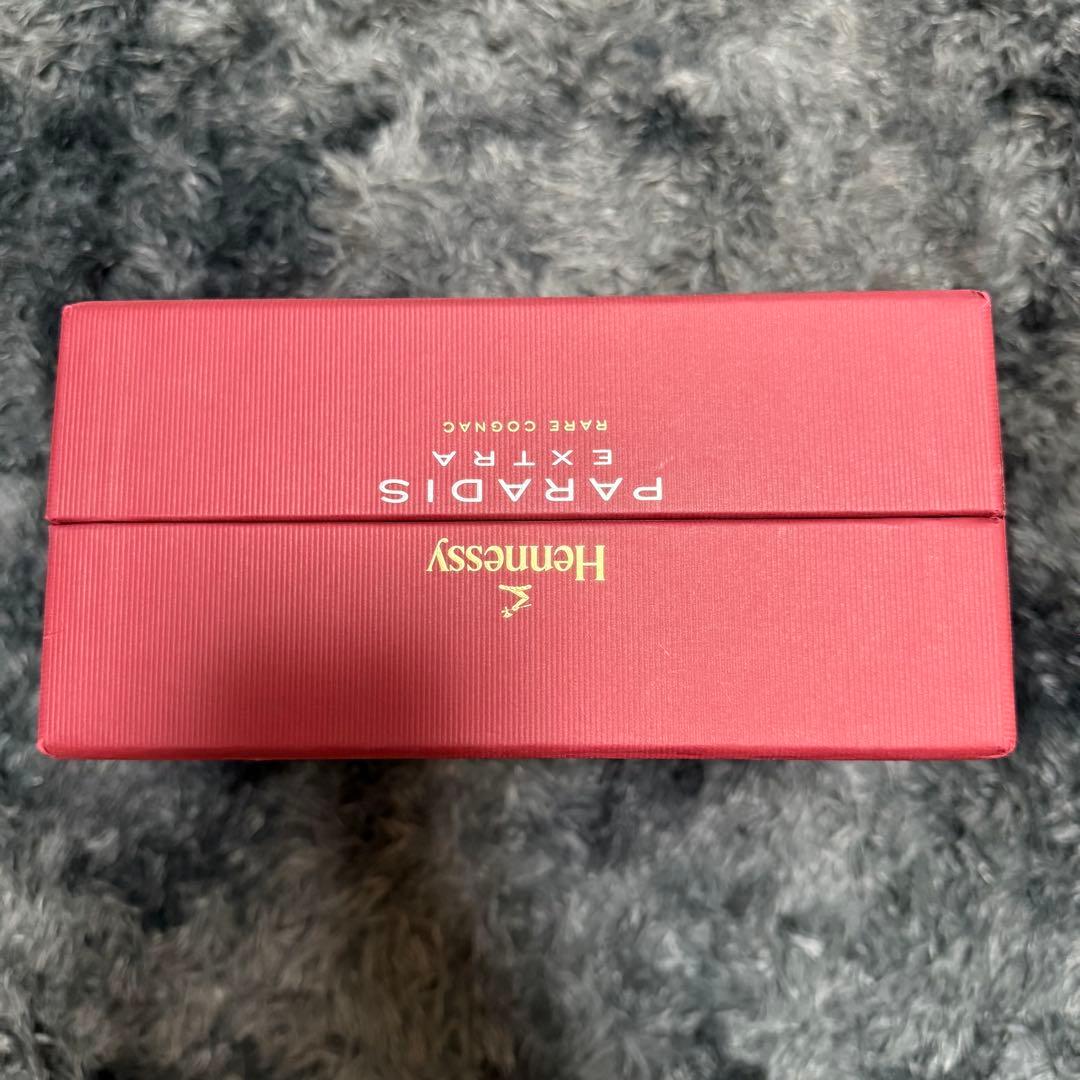 Hennessy
PARADIS
EXTRA
RARE COGNAC